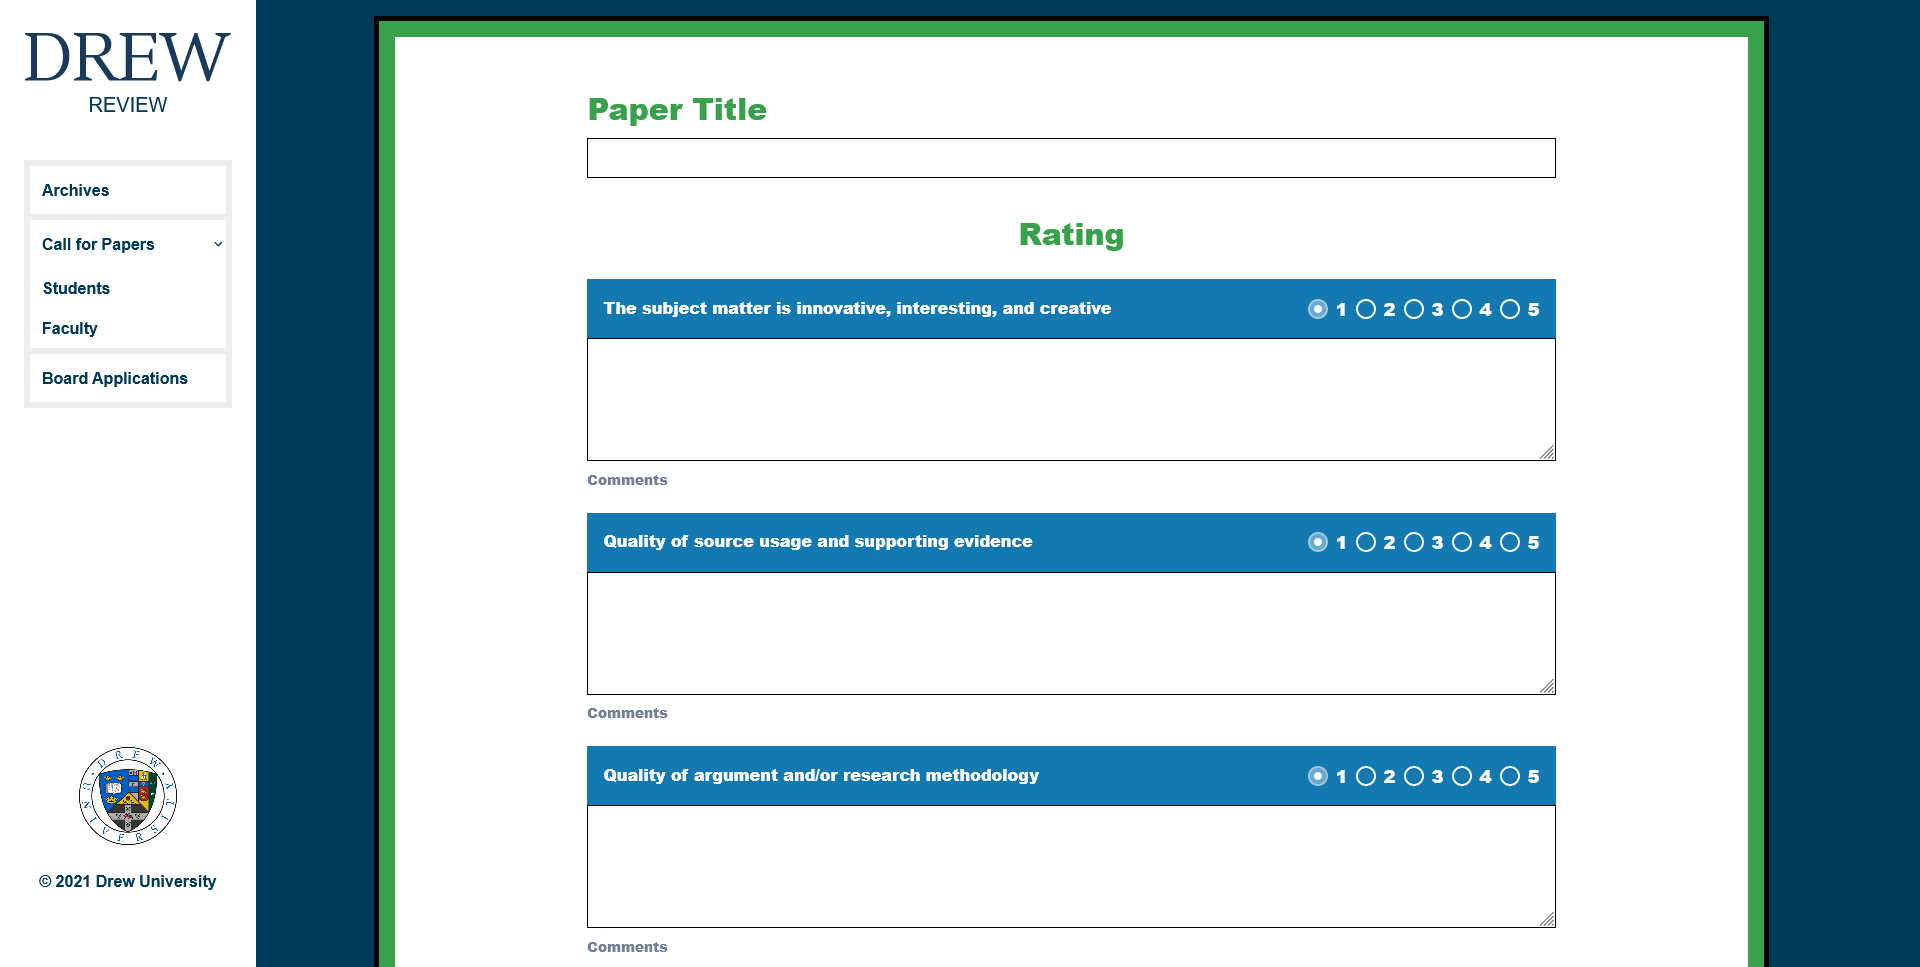 DREW
REVIEW
Archives
Call for Papers
Students
Faculty
Board Applications
DREW UNIVERSITY
© 2021 Drew University
Paper Title
Rating
The subject matter is innovative, interesting, and creative 1 2 3 4 5
Comments
Quality of source usage and supporting evidence 1 2 3 4 5
Comments
Quality of argument and/or research methodology 1 2 3 4 5
Comments